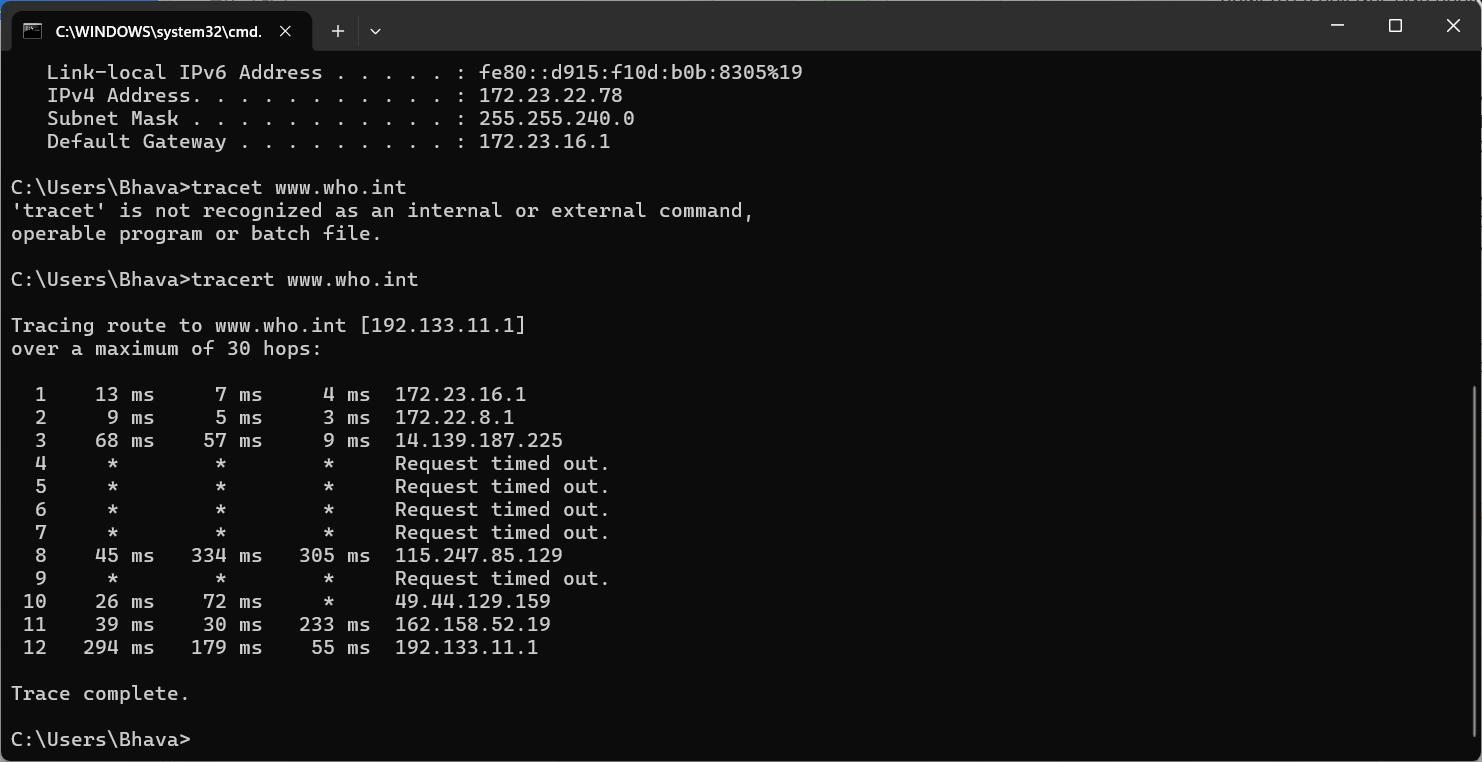 C:\WINDOWS\system32\cmd.
Link-local IPv6 Address . . . . . : fe80::d915:f10d:b0b:8305%19
IPv4 Address. . . . . . . . . . . : 172.23.22.78
Subnet Mask . . . . . . . . . . . : 255.255.240.0
Default Gateway . . . . . . . . . : 172.23.16.1
C:\Users\Bhava>tracet www.who.int
'tracet' is not recognized as an internal or external command,
operable program or batch file.
C:\Users\Bhava>tracert www.who.int
Tracing route to www.who.int [192.133.11.1]
over a maximum of 30 hops:
1 13 ms 7 ms 4 ms 172.23.16.1
2 9 ms 5 ms 3 ms 172.22.8.1
3 68 ms 57 ms 9 ms 14.139.187.225
4 * * * Request timed out.
5 * * * Request timed out.
6 * * * Request timed out.
7 * * * Request timed out.
8 45 ms 334 ms 305 ms 115.247.85.129
9 * * * Request timed out.
10 26 ms 72 ms * 49.44.129.159
11 39 ms 30 ms 233 ms 162.158.52.19
12 294 ms 179 ms 55 ms 192.133.11.1
Trace complete.
C:\Users\Bhava>